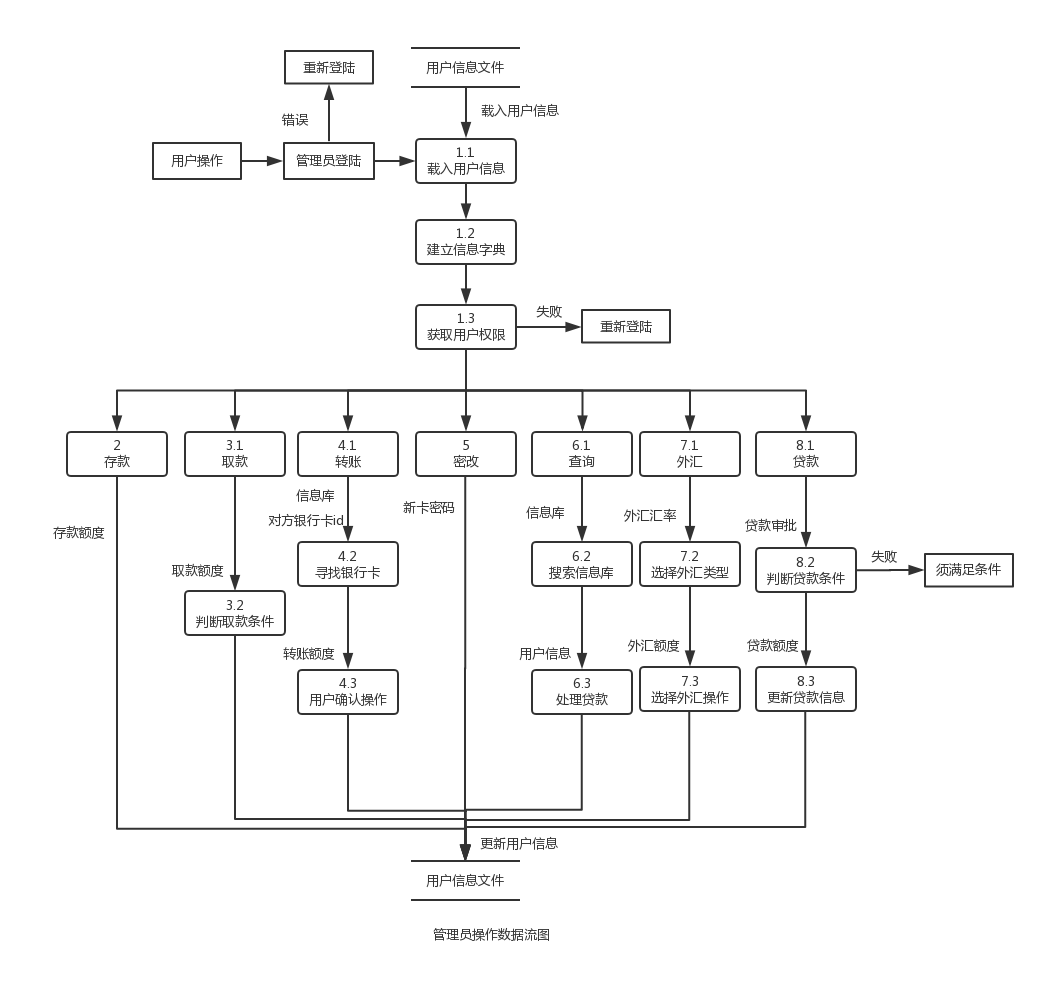 重新登陆
用户信息文件
载入用户信息
错误
用户操作
管理员登陆
1.1
载入用户信息
1.2
建立信息字典
1.3
获取用户权限
失败
重新登陆
2
存款
3.1
取款
4.1
转账
5
密改
6.1
查询
7.1
外汇
8.1
贷款
信息库
对方银行卡id
新卡密码
信息库
外汇汇率
贷款审批
存款额度
取款额度
3.2
判断取款条件
4.2
寻找银行卡
6.2
搜索信息库
7.2
选择外汇类型
8.2
判断贷款条件
失败
须满足条件
转账额度
用户信息
外汇额度
贷款额度
4.3
用户确认操作
6.3
处理贷款
7.3
选择外汇操作
8.3
更新贷款信息
更新用户信息
用户信息文件
管理员操作数据流图